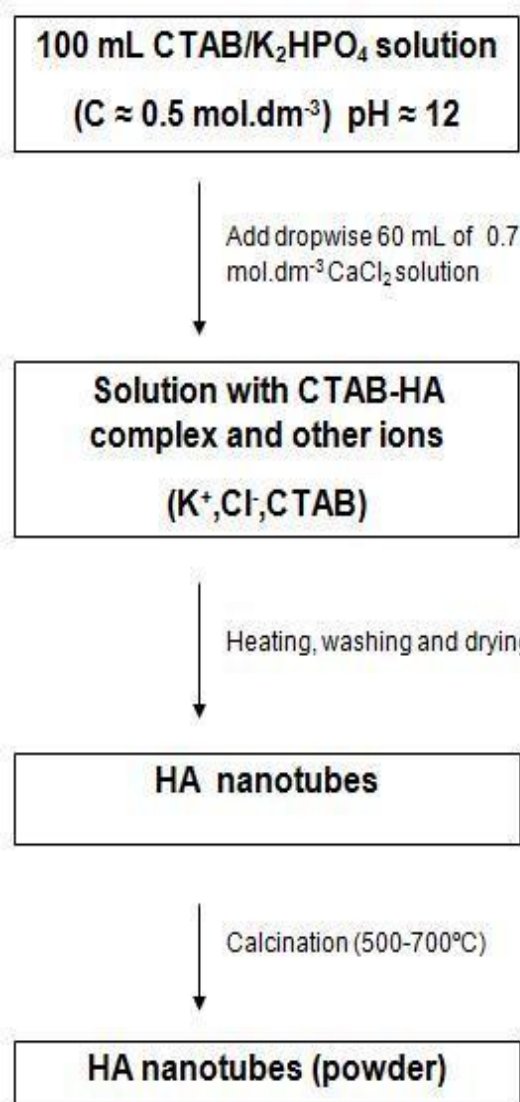 100 mL CTAB/K₂HPO₄ solution
(C ≈ 0.5 mol.dm⁻³) pH ≈ 12
Add dropwise 60 mL of 0.7
mol.dm⁻³ CaCl₂ solution
Solution with CTAB-HA
complex and other ions
(K⁺,Cl⁻,CTAB)
Heating, washing and drying
HA nanotubes
Calcination (500-700ºC)
HA nanotubes (powder)